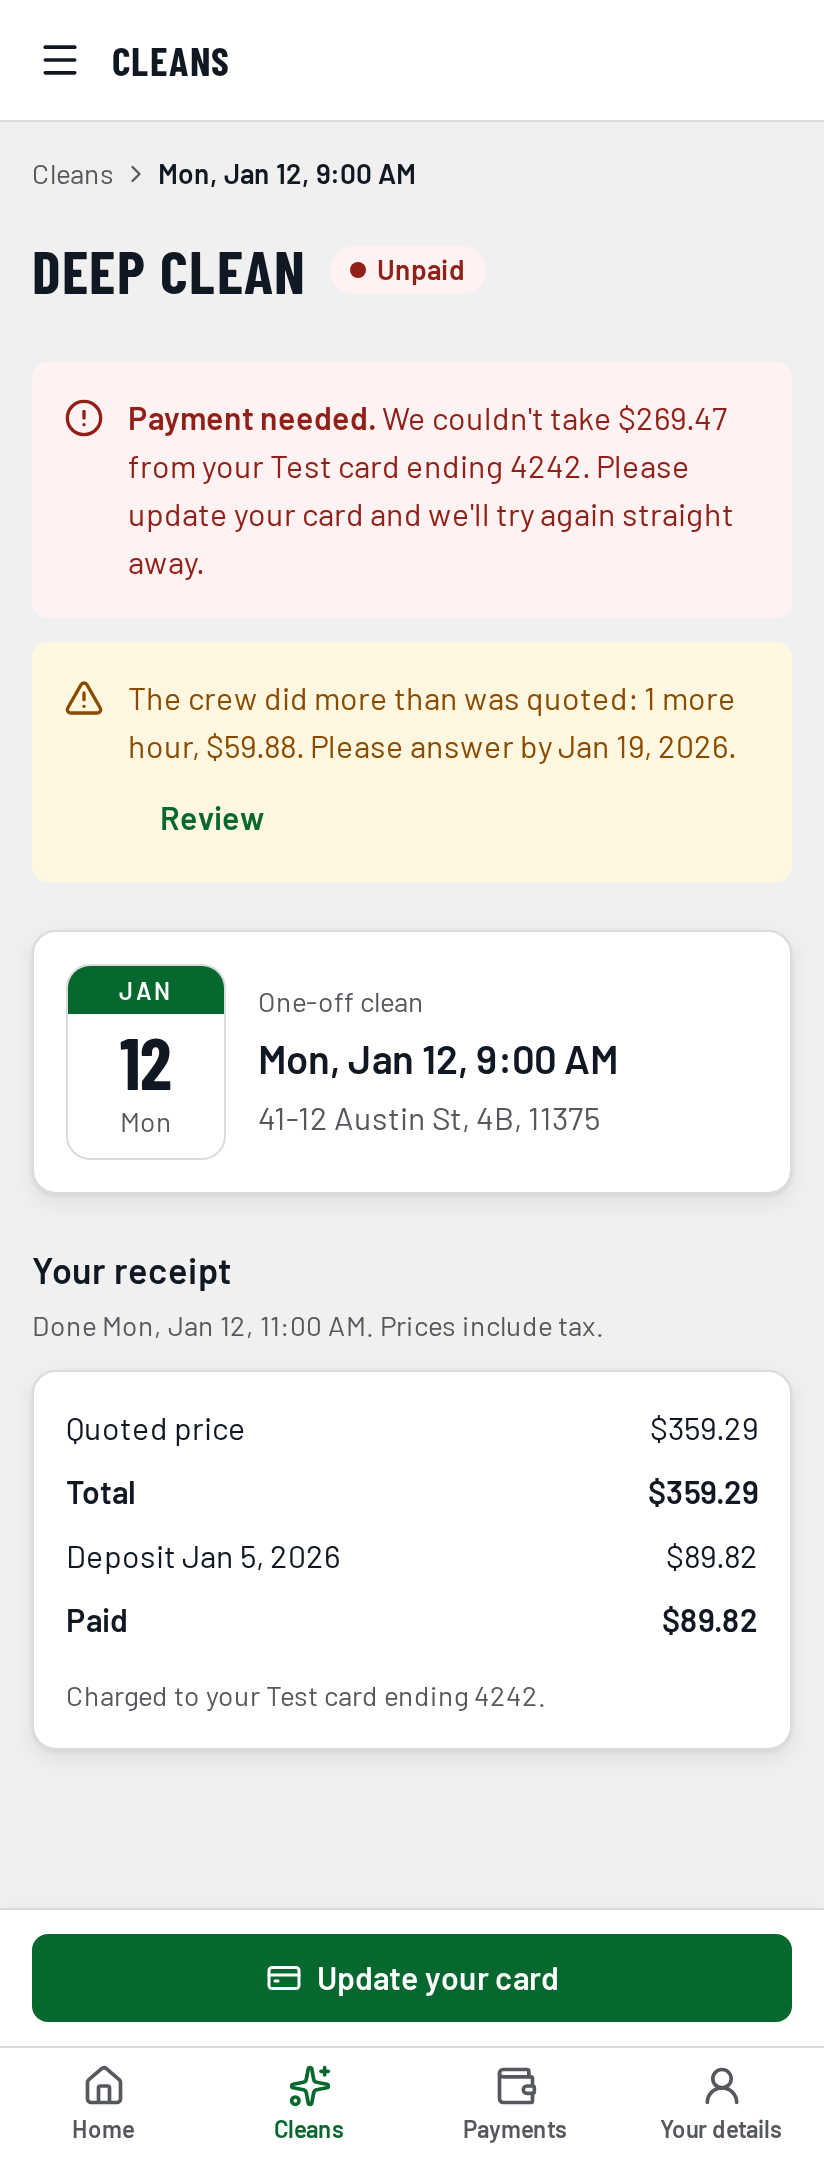 CLEANS
Cleans > Mon, Jan 12, 9:00 AM
DEEP CLEAN
Unpaid
Payment needed. We couldn't take $269.47
from your Test card ending 4242. Please
update your card and we'll try again straight
away.
The crew did more than was quoted: 1 more
hour, $59.88. Please answer by Jan 19, 2026.
Review
JAN
12
Mon
One-off clean
Mon, Jan 12, 9:00 AM
41-12 Austin St, 4B, 11375
Your receipt
Done Mon, Jan 12, 11:00 AM. Prices include tax.
Quoted price $359.29
Total $359.29
Deposit Jan 5, 2026 $89.82
Paid $89.82
Charged to your Test card ending 4242.
Update your card
Home Cleans Payments Your details